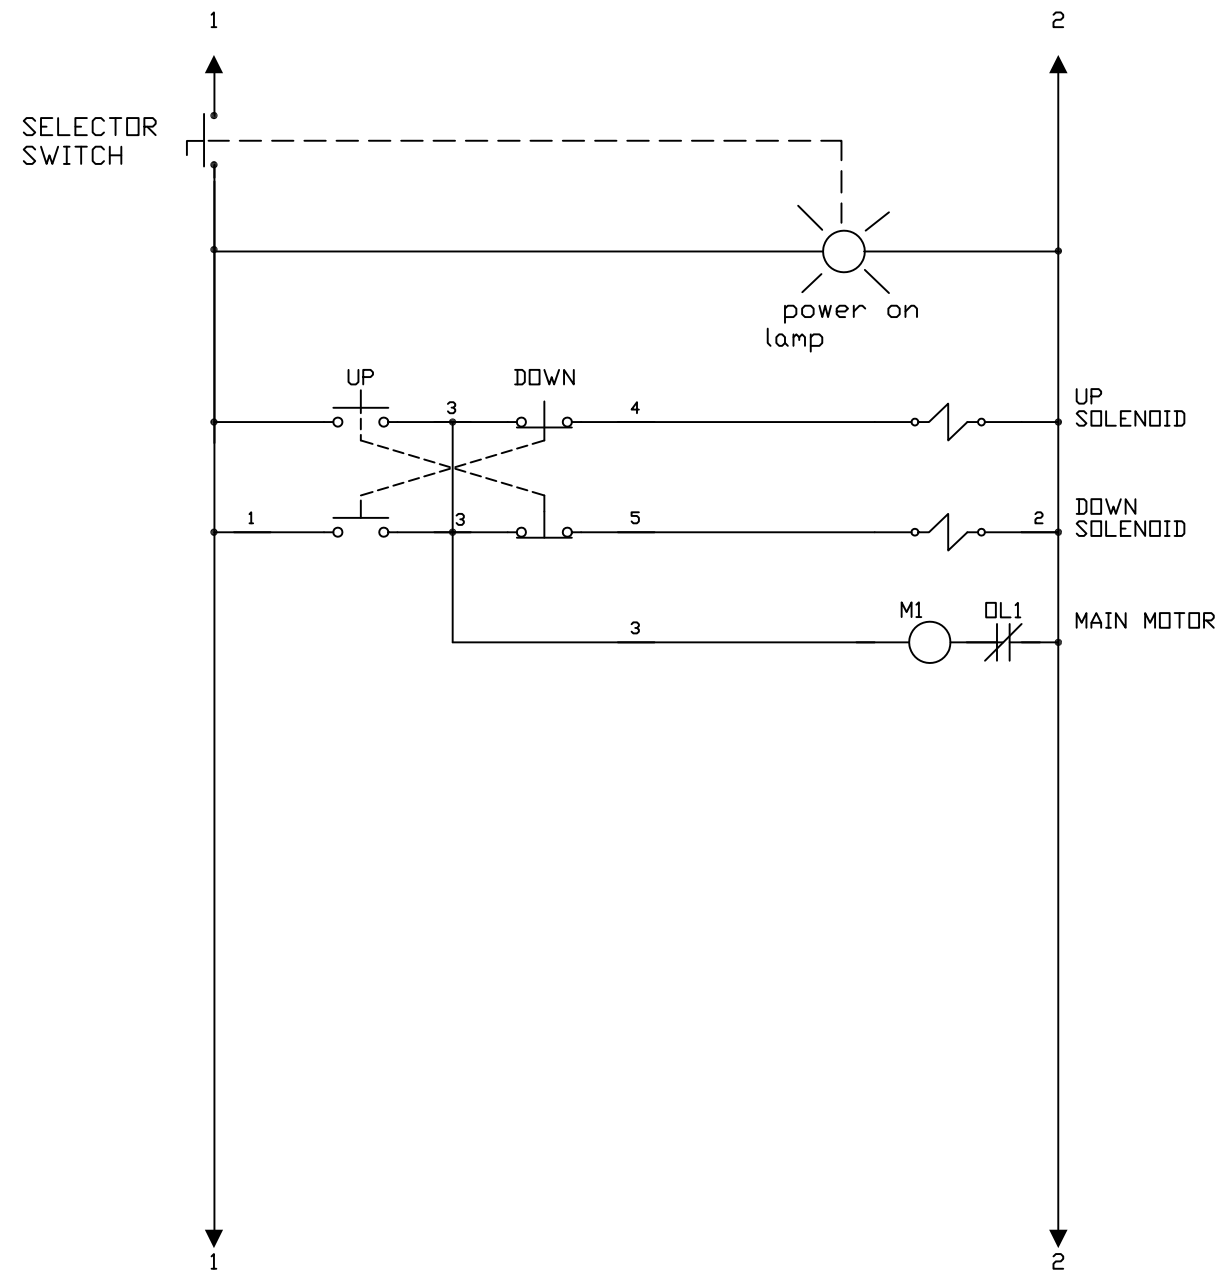 1
2
SELECTOR
SWITCH
power on
lamp
UP
DOWN
3
4
UP
SOLENOID
1
3
5
2
DOWN
SOLENOID
3
M1
OL1
MAIN MOTOR
1
2